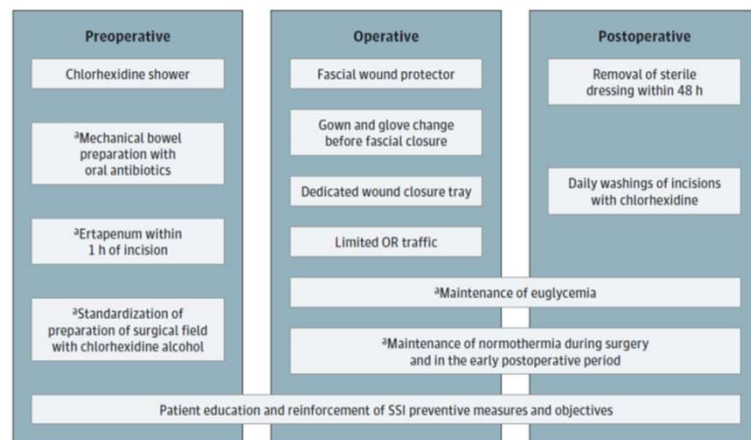 Preoperative
Chlorhexidine shower
ᵃMechanical bowel
preparation with
oral antibiotics
ᵃErtapenum within
1 h of incision
ᵃStandardization of
preparation of surgical field
with chlorhexidine alcohol
Operative
Fascial wound protector
Gown and glove change
before fascial closure
Dedicated wound closure tray
Limited OR traffic
Postoperative
Removal of sterile
dressing within 48 h
Daily washings of incisions
with chlorhexidine
ᵃMaintenance of euglycemia
ᵃMaintenance of normothermia during surgery
and in the early postoperative period
Patient education and reinforcement of SSI preventive measures and objectives